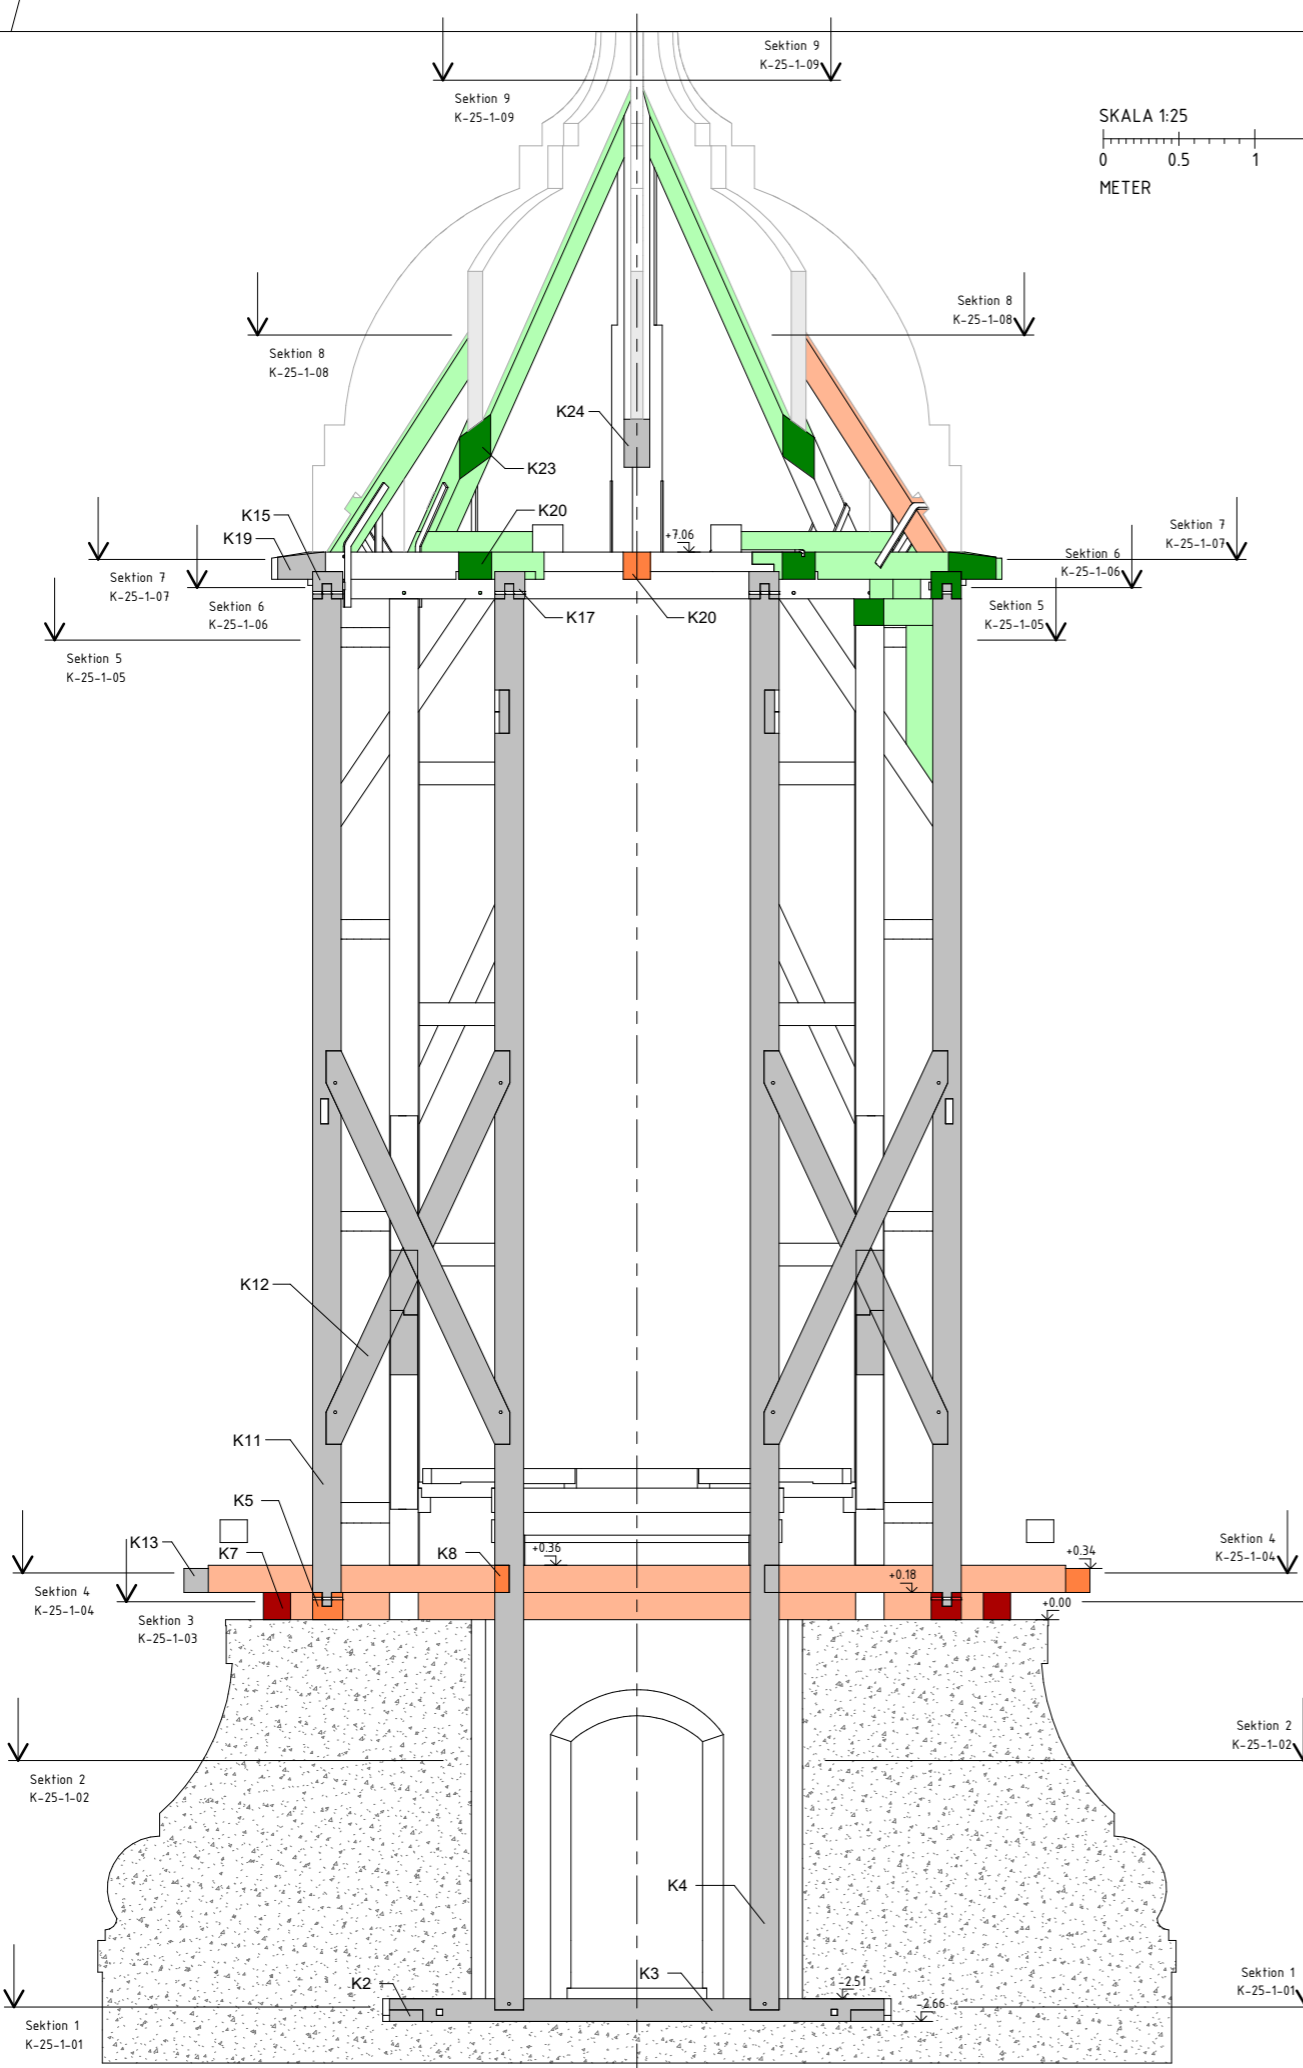 Sektion 9
K-25-1-09
Sektion 9
K-25-1-09
SKALA 1:25
0 0.5 1
METER
Sektion 8
K-25-1-08
Sektion 8
K-25-1-08
K24
K23
K15
K20
K19
+7.06
Sektion 7
K-25-1-07
Sektion 6
K-25-1-06
Sektion 7
K-25-1-07
Sektion 6
K-25-1-06
K17
K20
Sektion 5
K-25-1-05
Sektion 5
K-25-1-05
K12
K11
K5
K13
K7
K8
+0.36
+0.34
Sektion 4
K-25-1-04
Sektion 4
K-25-1-04
+0.18
+0.00
Sektion 3
K-25-1-03
Sektion 2
K-25-1-02
Sektion 2
K-25-1-02
K4
K3
K2
-2.51
-2.66
Sektion 1
K-25-1-01
Sektion 1
K-25-1-01